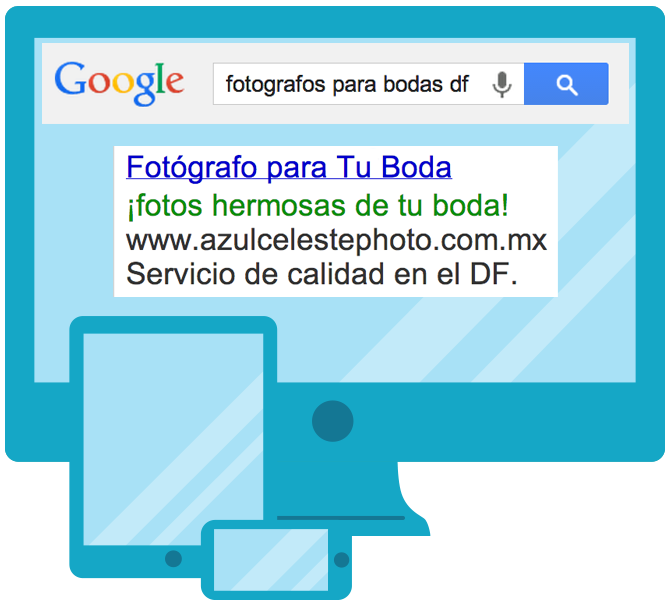 Google
fotografos para bodas df
Fotógrafo para Tu Boda
¡fotos hermosas de tu boda!
www.azulcelestephoto.com.mx
Servicio de calidad en el DF.